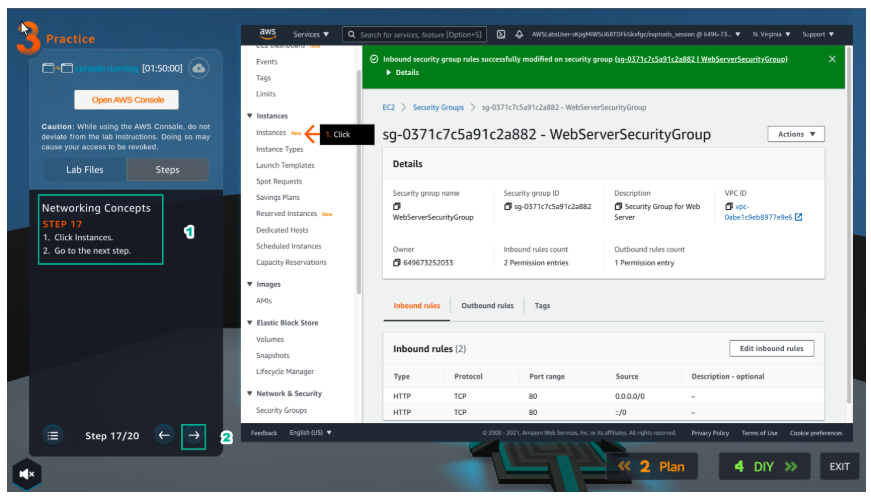 3 Practice
console running [01:50:00]
Open AWS Console
Caution: While using the AWS Console, do not
deviate from the lab instructions. Doing so may
cause your access to be revoked.
Lab Files Steps
Networking Concepts
STEP 17
1. Click Instances.
2. Go to the next step.
1
Step 17/20
2
aws Services ▼ Search for services, feature [Option+S] N. Virginia ▼ Support ▼
EC2 Dashboard New
Events
Tags
Limits
▼ Instances
Instances New
1. Click
Instance Types
Launch Templates
Spot Requests
Savings Plans
Reserved Instances New
Dedicated Hosts
Scheduled Instances
Capacity Reservations
▼ Images
AMIs
▼ Elastic Block Store
Volumes
Snapshots
Lifecycle Manager
▼ Network & Security
Security Groups
Inbound security group rules successfully modified on security group (sg-0371c7c5a91c2a882 | WebServerSecurityGroup)
▶ Details
EC2 > Security Groups > sg-0371c7c5a91c2a882 - WebServerSecurityGroup
sg-0371c7c5a91c2a882 - WebServerSecurityGroup
Actions ▼
Details
Security group name
WebServerSecurityGroup
Security group ID
sg-0371c7c5a91c2a882
Description
Security Group for Web
Server
VPC ID
vpc-
0abe1c9eb8977e9e6
Owner
649673252033
Inbound rules count
2 Permission entries
Outbound rules count
1 Permission entry
Inbound rules Outbound rules Tags
Inbound rules (2)
Edit inbound rules
Type Protocol Port range Source Description - optional
HTTP TCP 80 0.0.0.0/0 –
HTTP TCP 80 ::/0 –
Feedback English (US) ▼ © 2008 - 2021, Amazon Web Services, Inc. or its affiliates. All rights reserved. Privacy Policy Terms of Use Cookie preferences
2 Plan
4 DIY
EXIT